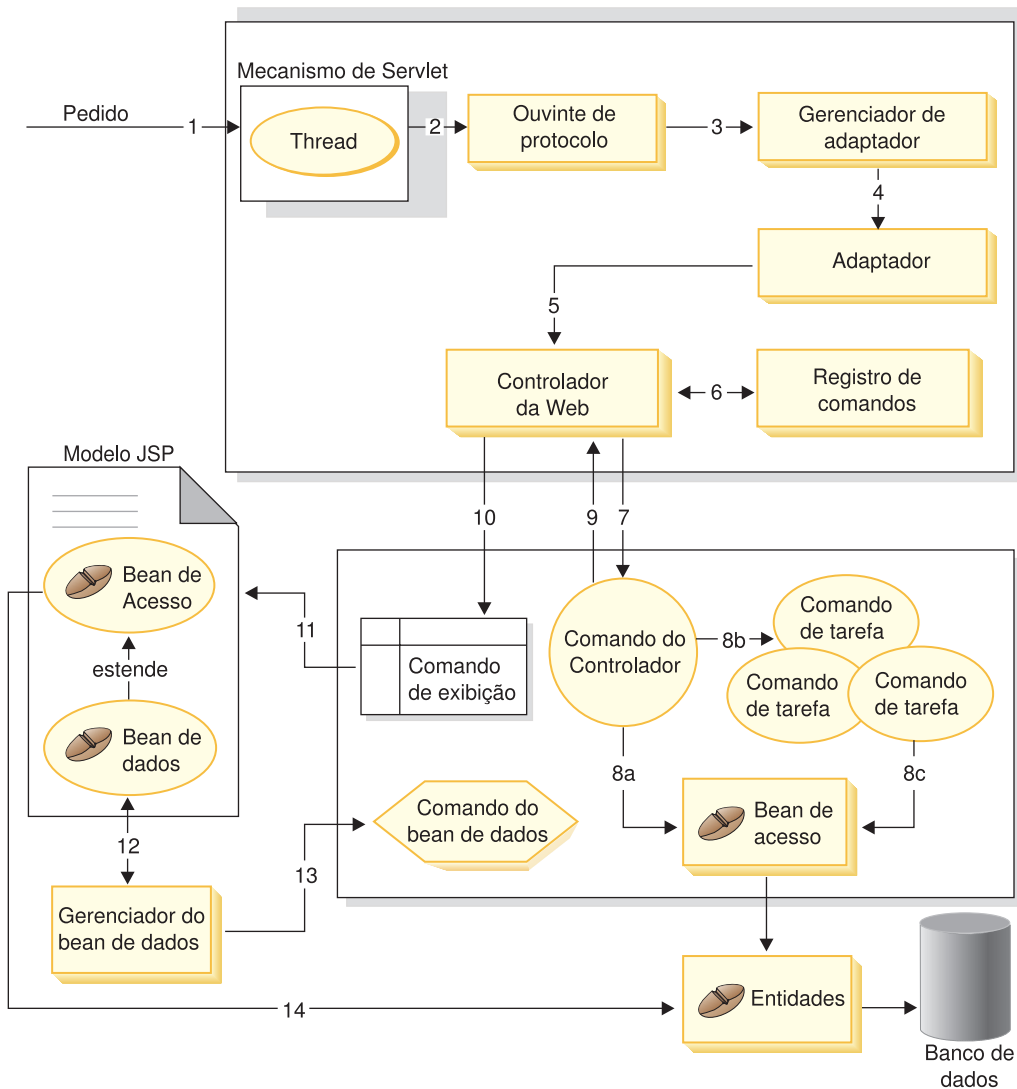 Mecanismo de Servlet
Pedido
1
Thread
2
Ouvinte de
protocolo
3
Gerenciador de
adaptador
4
Adaptador
5
Controlador
da Web
6
Registro de
comandos
Modelo JSP
10
9
7
Bean de
Acesso
estende
Bean de
dados
11
Comando
de exibição
Comando do
Controlador
8b
Comando
de tarefa
Comando
de tarefa
Comando
de tarefa
8a
8c
Comando do
bean de dados
Bean de
acesso
12
13
Gerenciador do
bean de dados
14
Entidades
Banco de
dados